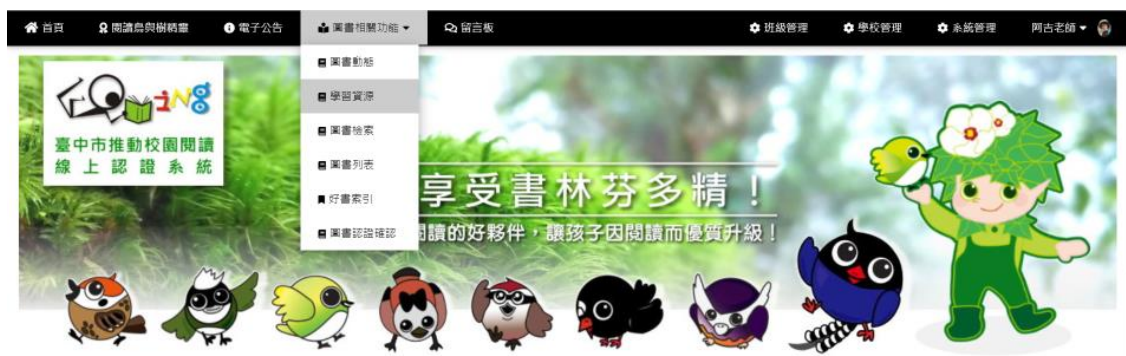 首頁
閱讀鳥與樹精靈
電子公告
圖書相關功能
留言板
班級管理
學校管理
系統管理
阿古老師
圖書動態
學習資源
圖書檢索
圖書列表
好書索引
圖書認證確認
臺中市推動校園閱讀
線上認證系統
享受書林芬多精！
閱讀的好夥伴，讓孩子因閱讀而優質升級！